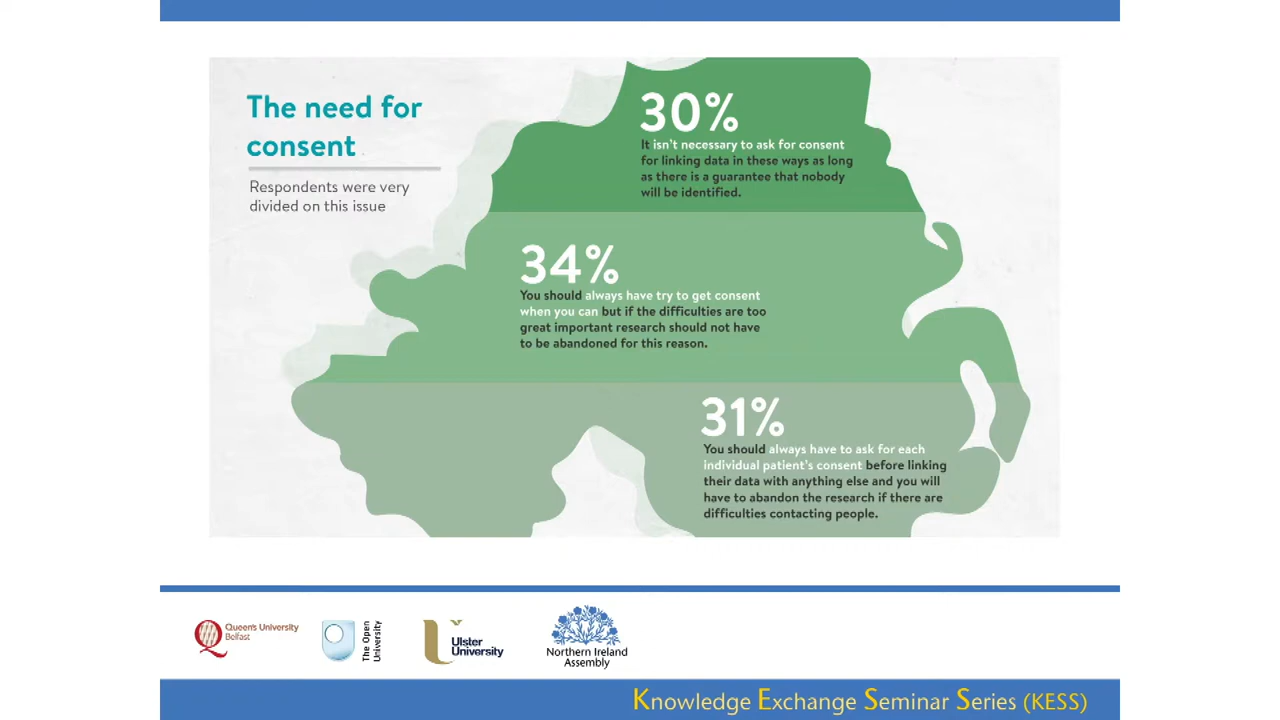 The need for
consent
Respondents were very
divided on this issue
30%
It isn't necessary to ask for consent
for linking data in these ways as long
as there is a guarantee that nobody
will be identified.
34%
You should always have try to get consent
when you can but if the difficulties are too
great important research should not have
to be abandoned for this reason.
31%
You should always have to ask for each
individual patient's consent before linking
their data with anything else and you will
have to abandon the research if there are
difficulties contacting people.
Queen's University
Belfast
The Open
University
Ulster
University
Northern Ireland
Assembly
Knowledge Exchange Seminar Series (KESS)